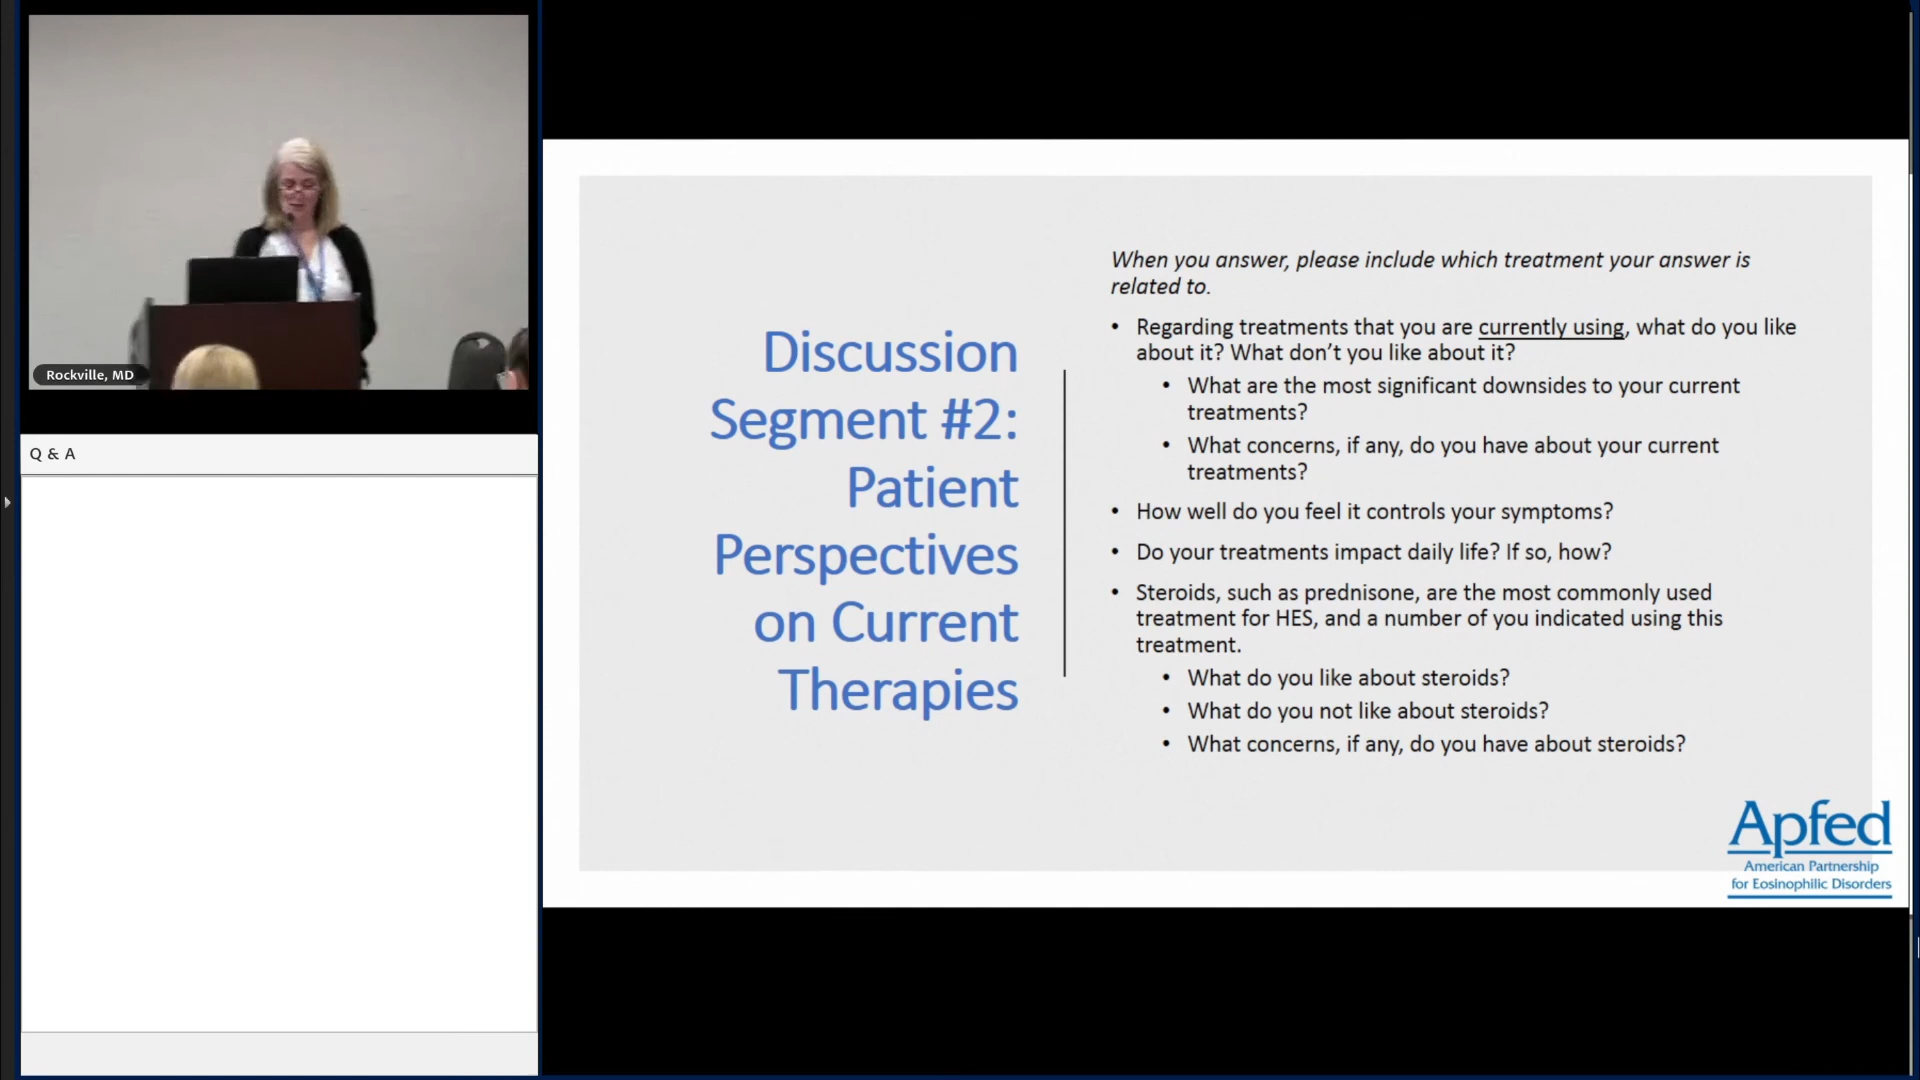 Rockville, MD
Q & A
Discussion
Segment #2:
Patient
Perspectives
on Current
Therapies
When you answer, please include which treatment your answer is
related to.
• Regarding treatments that you are currently using, what do you like
about it? What don’t you like about it?
• What are the most significant downsides to your current
treatments?
• What concerns, if any, do you have about your current
treatments?
• How well do you feel it controls your symptoms?
• Do your treatments impact daily life? If so, how?
• Steroids, such as prednisone, are the most commonly used
treatment for HES, and a number of you indicated using this
treatment.
• What do you like about steroids?
• What do you not like about steroids?
• What concerns, if any, do you have about steroids?
Apfed
American Partnership
for Eosinophilic Disorders